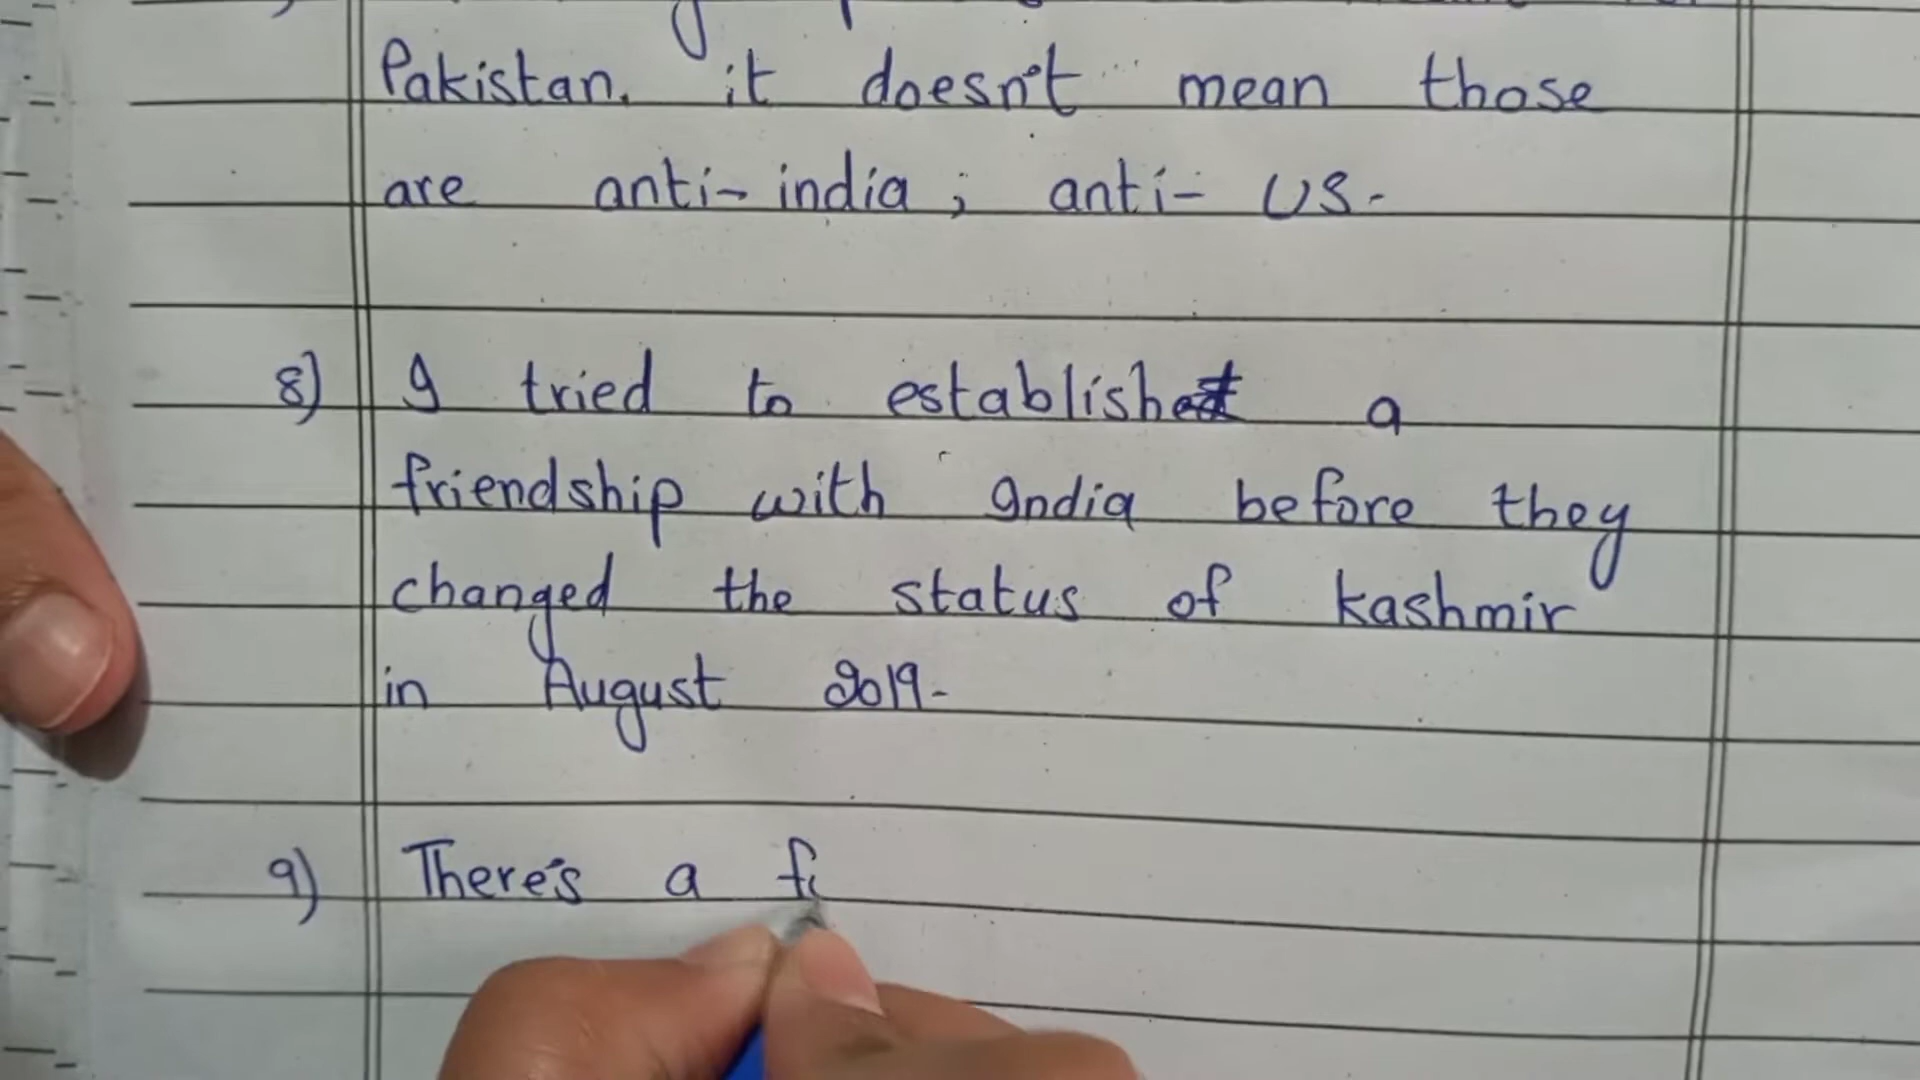 Pakistan. it doesn't mean those
are anti-india, anti-US.
8) I tried to establish a
friendship with India before they
changed the status of kashmir
in August 2019.
9) There's a